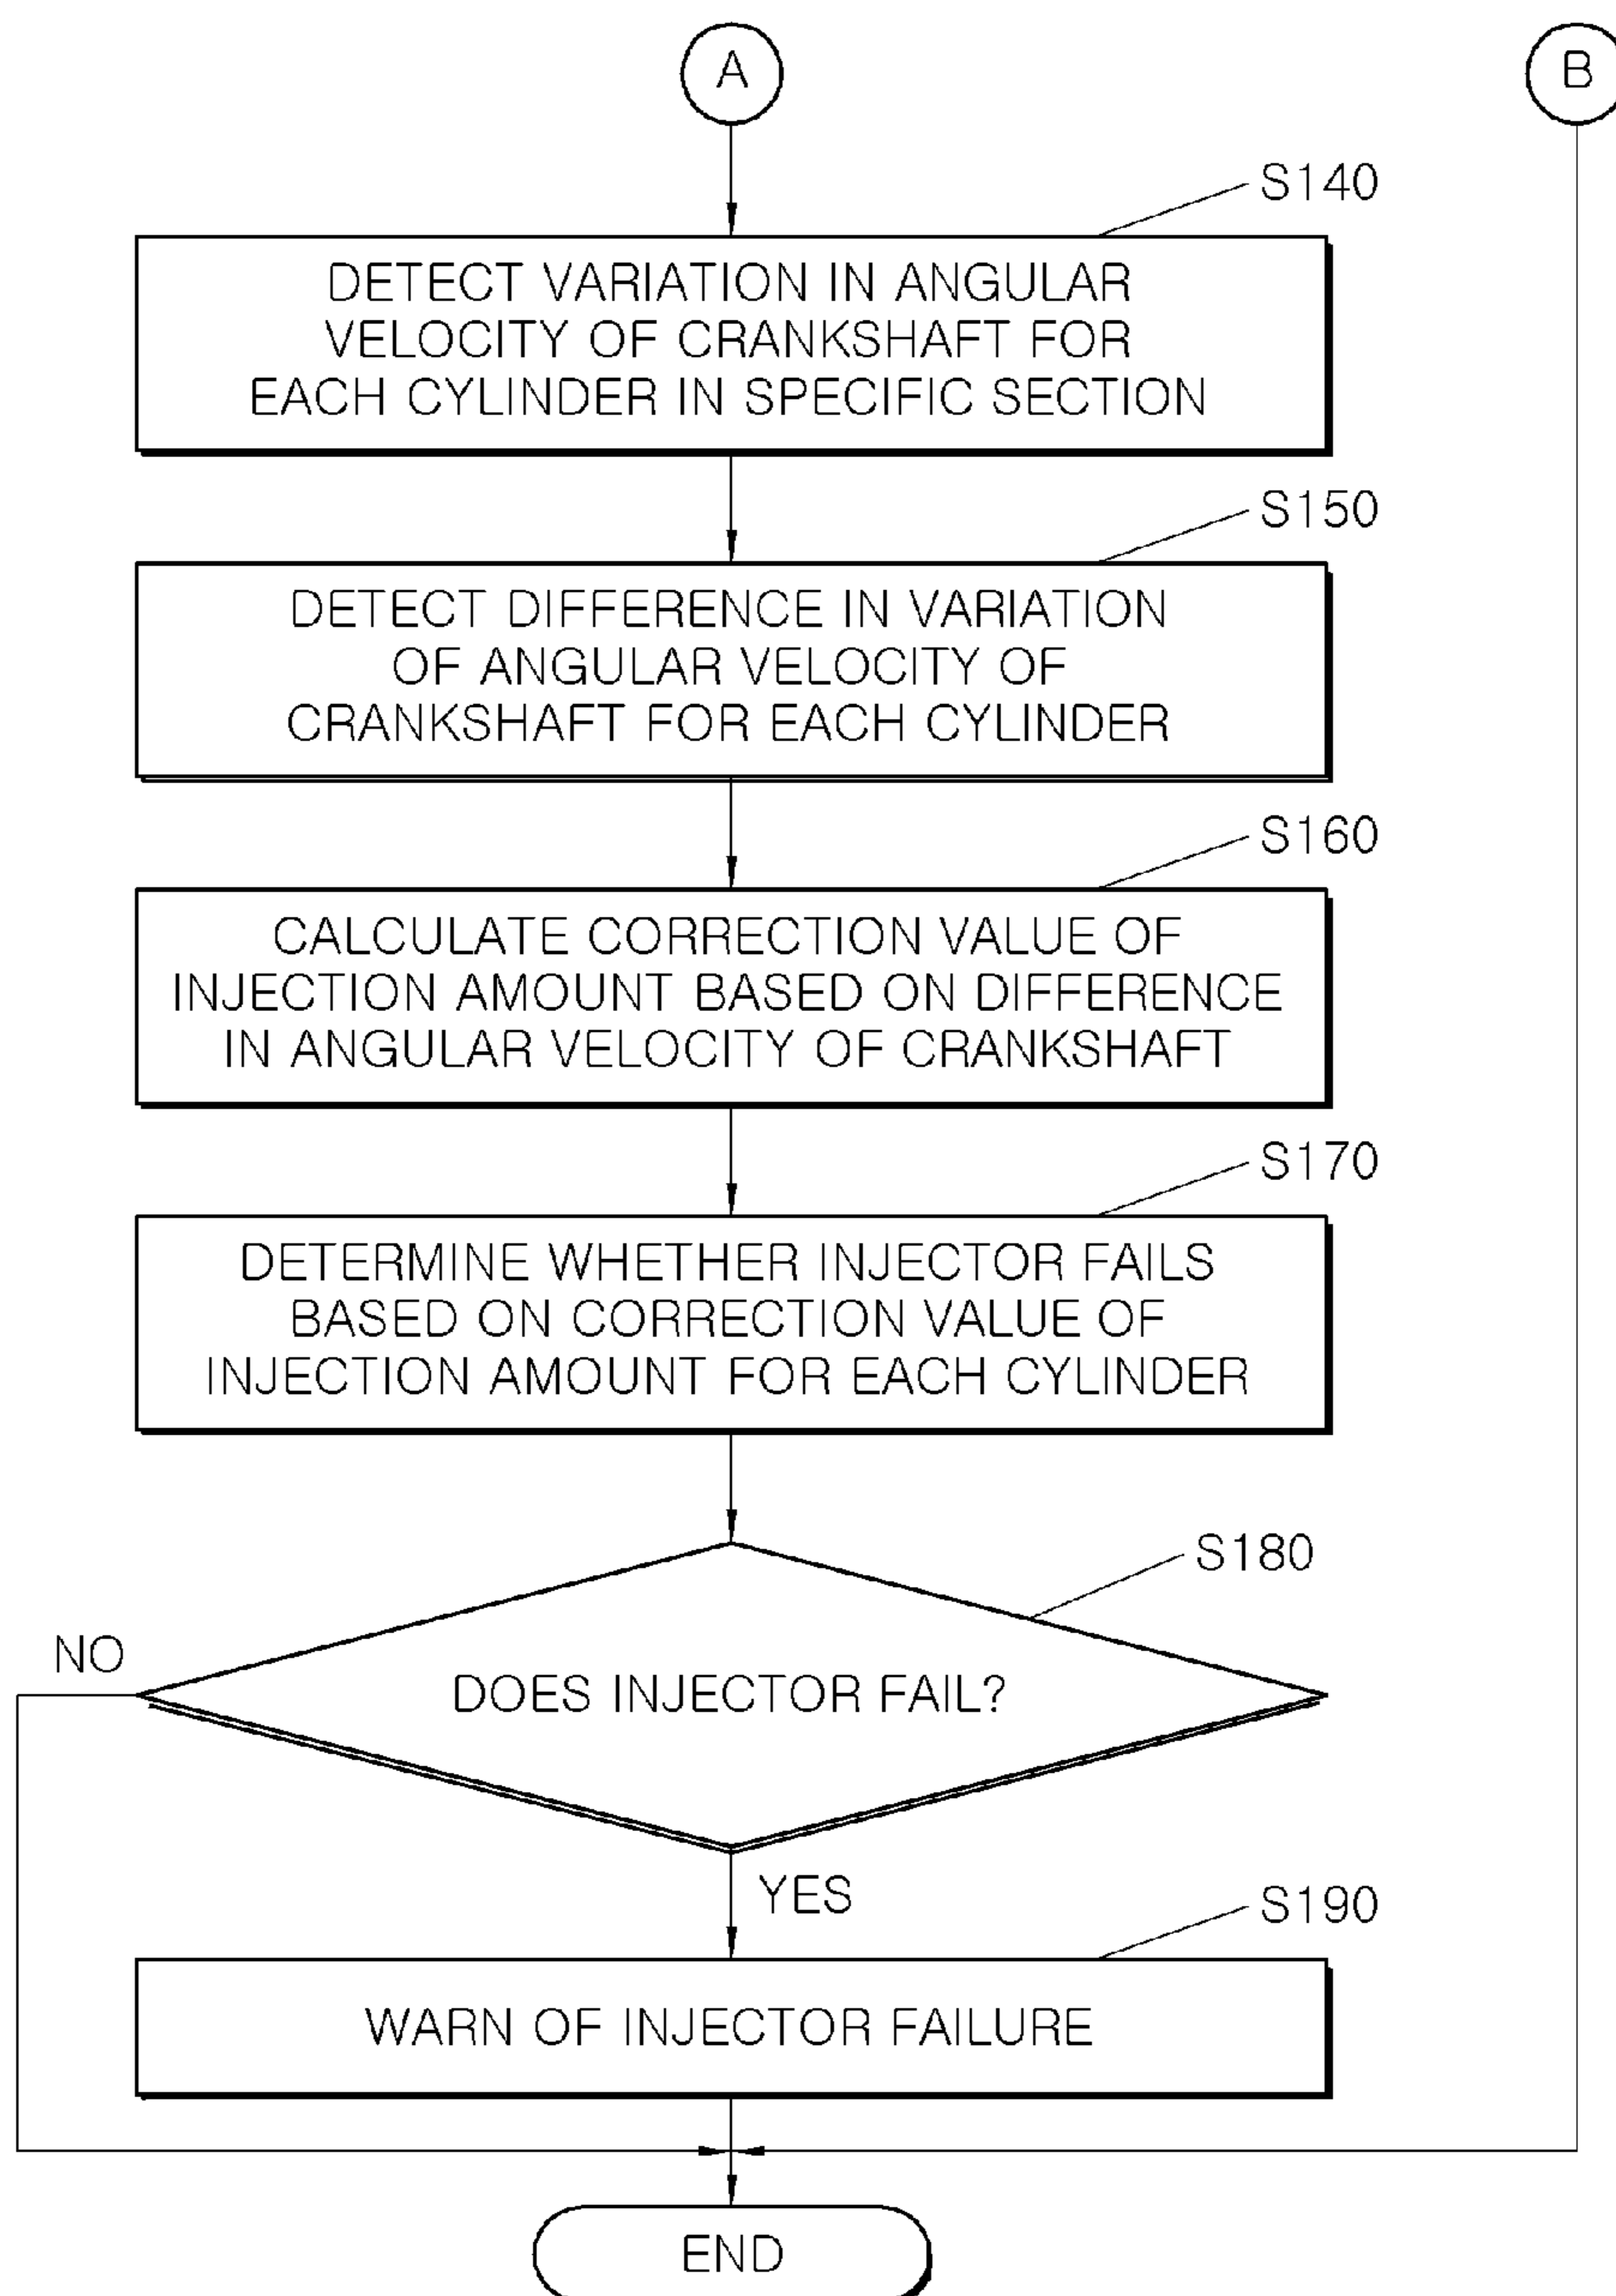 A
B
S140
DETECT VARIATION IN ANGULAR
VELOCITY OF CRANKSHAFT FOR
EACH CYLINDER IN SPECIFIC SECTION
S150
DETECT DIFFERENCE IN VARIATION
OF ANGULAR VELOCITY OF
CRANKSHAFT FOR EACH CYLINDER
S160
CALCULATE CORRECTION VALUE OF
INJECTION AMOUNT BASED ON DIFFERENCE
IN ANGULAR VELOCITY OF CRANKSHAFT
S170
DETERMINE WHETHER INJECTOR FAILS
BASED ON CORRECTION VALUE OF
INJECTION AMOUNT FOR EACH CYLINDER
S180
NO
DOES INJECTOR FAIL?
YES
S190
WARN OF INJECTOR FAILURE
END